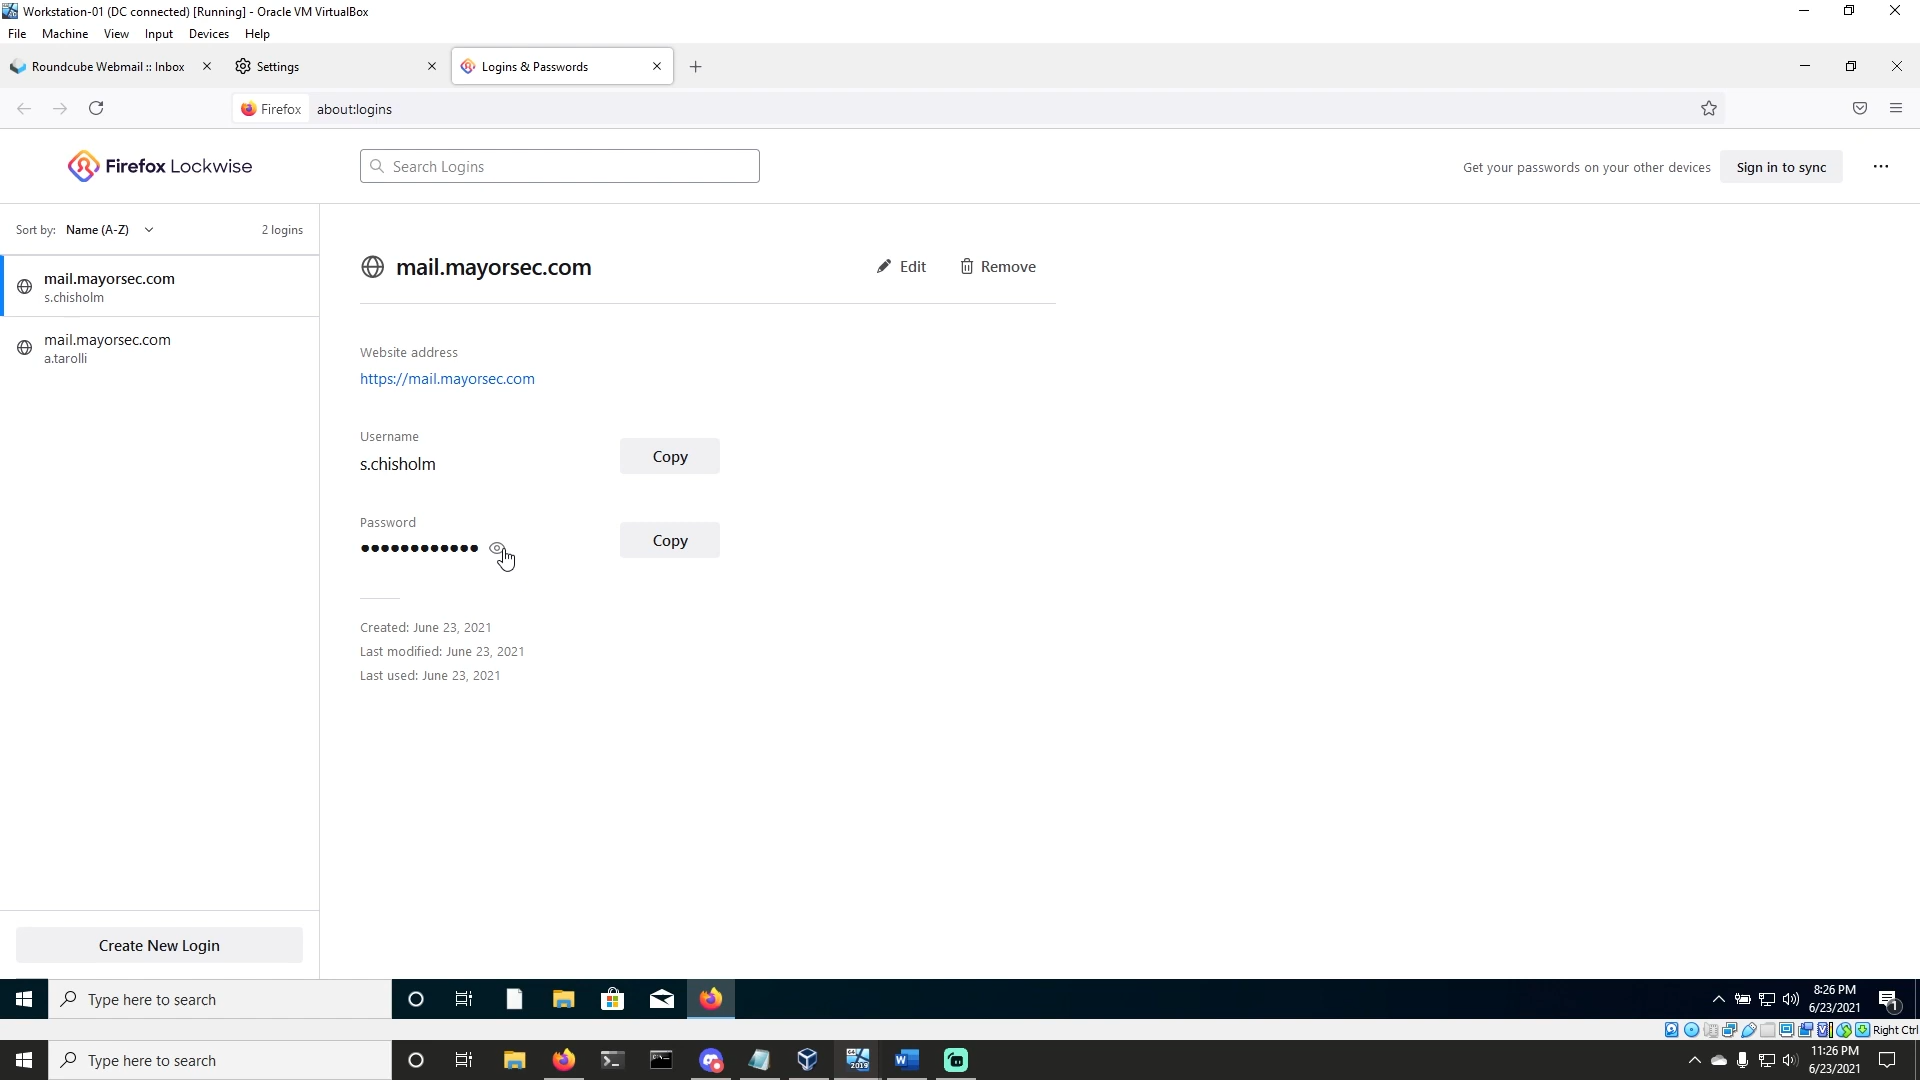 Workstation-01 (DC connected) [Running] - Oracle VM VirtualBox
File Machine View Input Devices Help
Roundcube Webmail :: Inbox
Settings
Logins & Passwords
Firefox about:logins
Firefox Lockwise
Search Logins
Get your passwords on your other devices
Sign in to sync
Sort by: Name (A-Z)
2 logins
mail.mayorsec.com
s.chisholm
mail.mayorsec.com
a.tarolli
mail.mayorsec.com
Edit
Remove
Website address
https://mail.mayorsec.com
Username
s.chisholm
Copy
Password
●●●●●●●●●●●●
Copy
Created: June 23, 2021
Last modified: June 23, 2021
Last used: June 23, 2021
Create New Login
Type here to search
8:26 PM
6/23/2021
1
Right Ctrl
Type here to search
2019
11:26 PM
6/23/2021